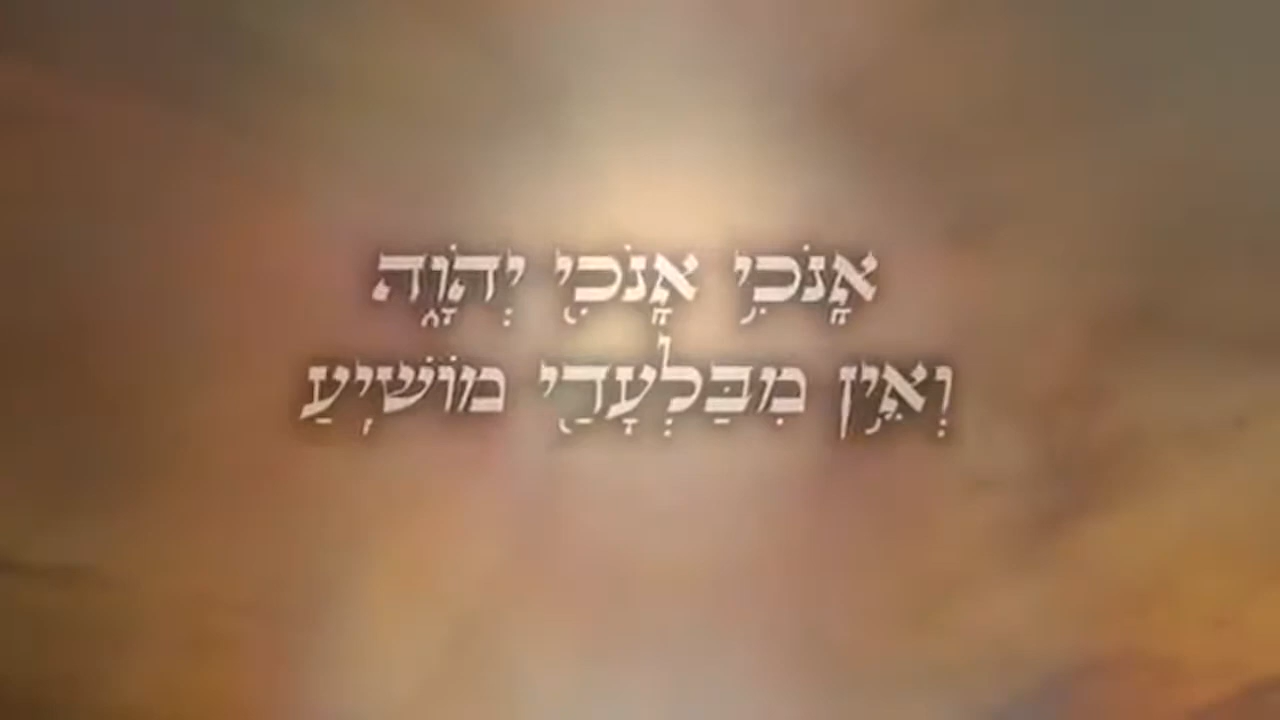 אָֽנֹכִ֥י אָנֹכִ֖י יְהֹוָ֑ה
וְאֵ֥ין מִבַּלְעָדַ֖י מוֹשִֽׁיעַ